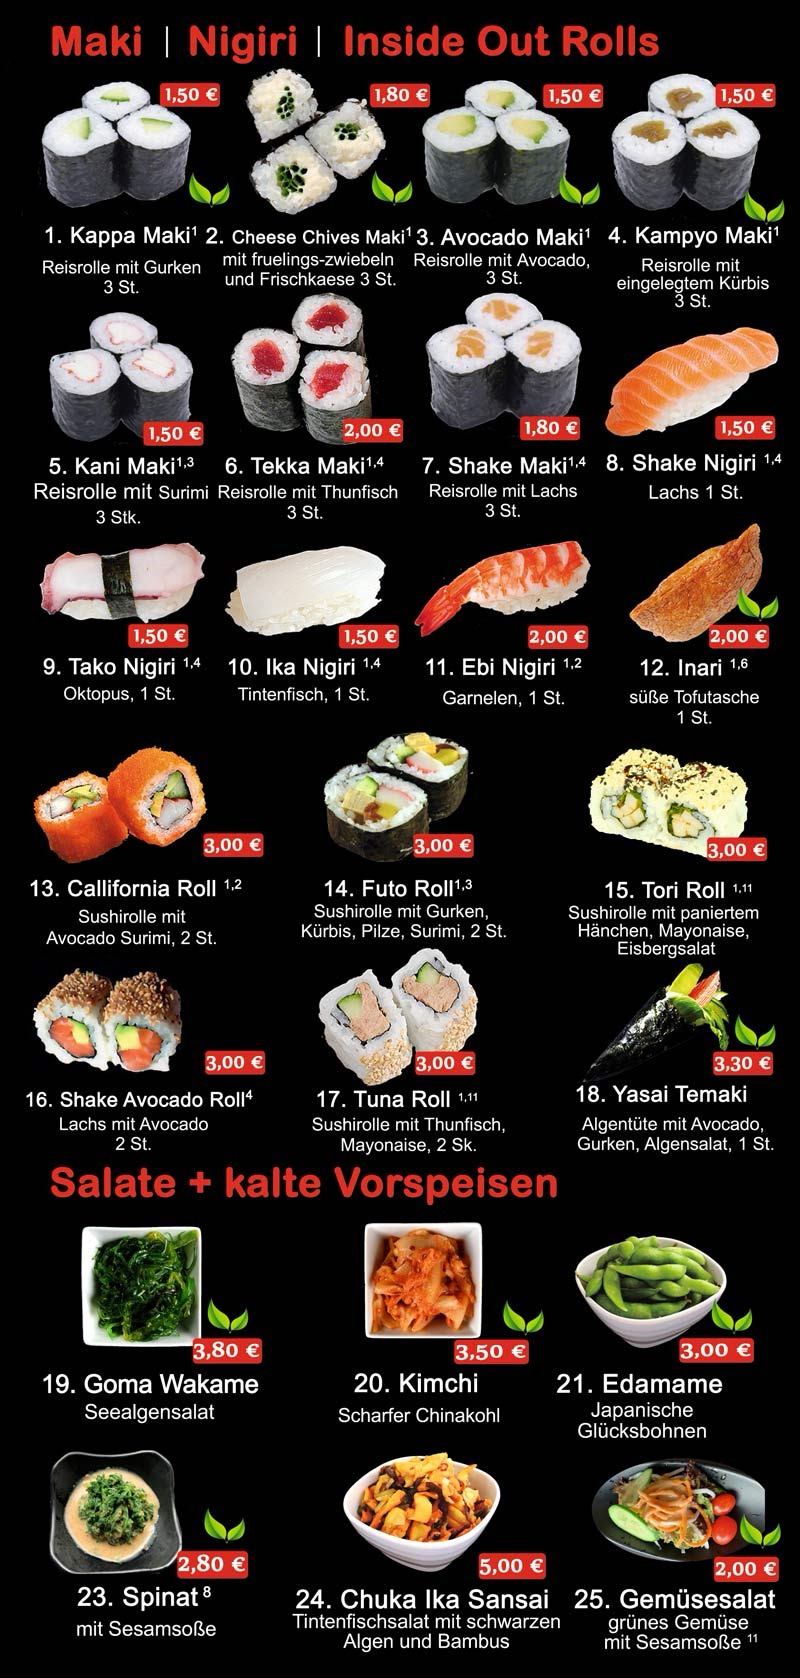 Maki | Nigiri | Inside Out Rolls
1,50 €
1,80 €
1,50 €
1,50 €
1. Kappa Maki¹
Reisrolle mit Gurken
3 St.
2. Cheese Chives Maki¹
mit fruelings-zwiebeln
und Frischkaese 3 St.
3. Avocado Maki¹
Reisrolle mit Avocado,
3 St.
4. Kampyo Maki¹
Reisrolle mit
eingelegtem Kürbis
3 St.
1,50 €
2,00 €
1,80 €
1,50 €
5. Kani Maki¹,³
Reisrolle mit Surimi
3 Stk.
6. Tekka Maki¹,⁴
Reisrolle mit Thunfisch
3 St.
7. Shake Maki¹,⁴
Reisrolle mit Lachs
3 St.
8. Shake Nigiri ¹,⁴
Lachs 1 St.
1,50 €
1,50 €
2,00 €
2,00 €
9. Tako Nigiri ¹,⁴
Oktopus, 1 St.
10. Ika Nigiri ¹,⁴
Tintenfisch, 1 St.
11. Ebi Nigiri ¹,²
Garnelen, 1 St.
12. Inari ¹,⁶
süße Tofutasche
1 St.
3,00 €
3,00 €
3,00 €
13. Callifornia Roll ¹,²
Sushirolle mit
Avocado Surimi, 2 St.
14. Futo Roll¹,³
Sushirolle mit Gurken,
Kürbis, Pilze, Surimi, 2 St.
15. Tori Roll ¹,¹¹
Sushirolle mit paniertem
Hänchen, Mayonaise,
Eisbergsalat
3,00 €
3,00 €
3,30 €
16. Shake Avocado Roll⁴
Lachs mit Avocado
2 St.
17. Tuna Roll ¹,¹¹
Sushirolle mit Thunfisch,
Mayonaise, 2 Sk.
18. Yasai Temaki
Algentüte mit Avocado,
Gurken, Algensalat, 1 St.
Salate + kalte Vorspeisen
3,80 €
3,50 €
3,00 €
19. Goma Wakame
Seealgensalat
20. Kimchi
Scharfer Chinakohl
21. Edamame
Japanische
Glücksbohnen
2,80 €
5,00 €
2,00 €
23. Spinat ⁸
mit Sesamsoße
24. Chuka Ika Sansai
Tintenfischsalat mit schwarzen
Algen und Bambus
25. Gemüsesalat
grünes Gemüse
mit Sesamsoße ¹¹